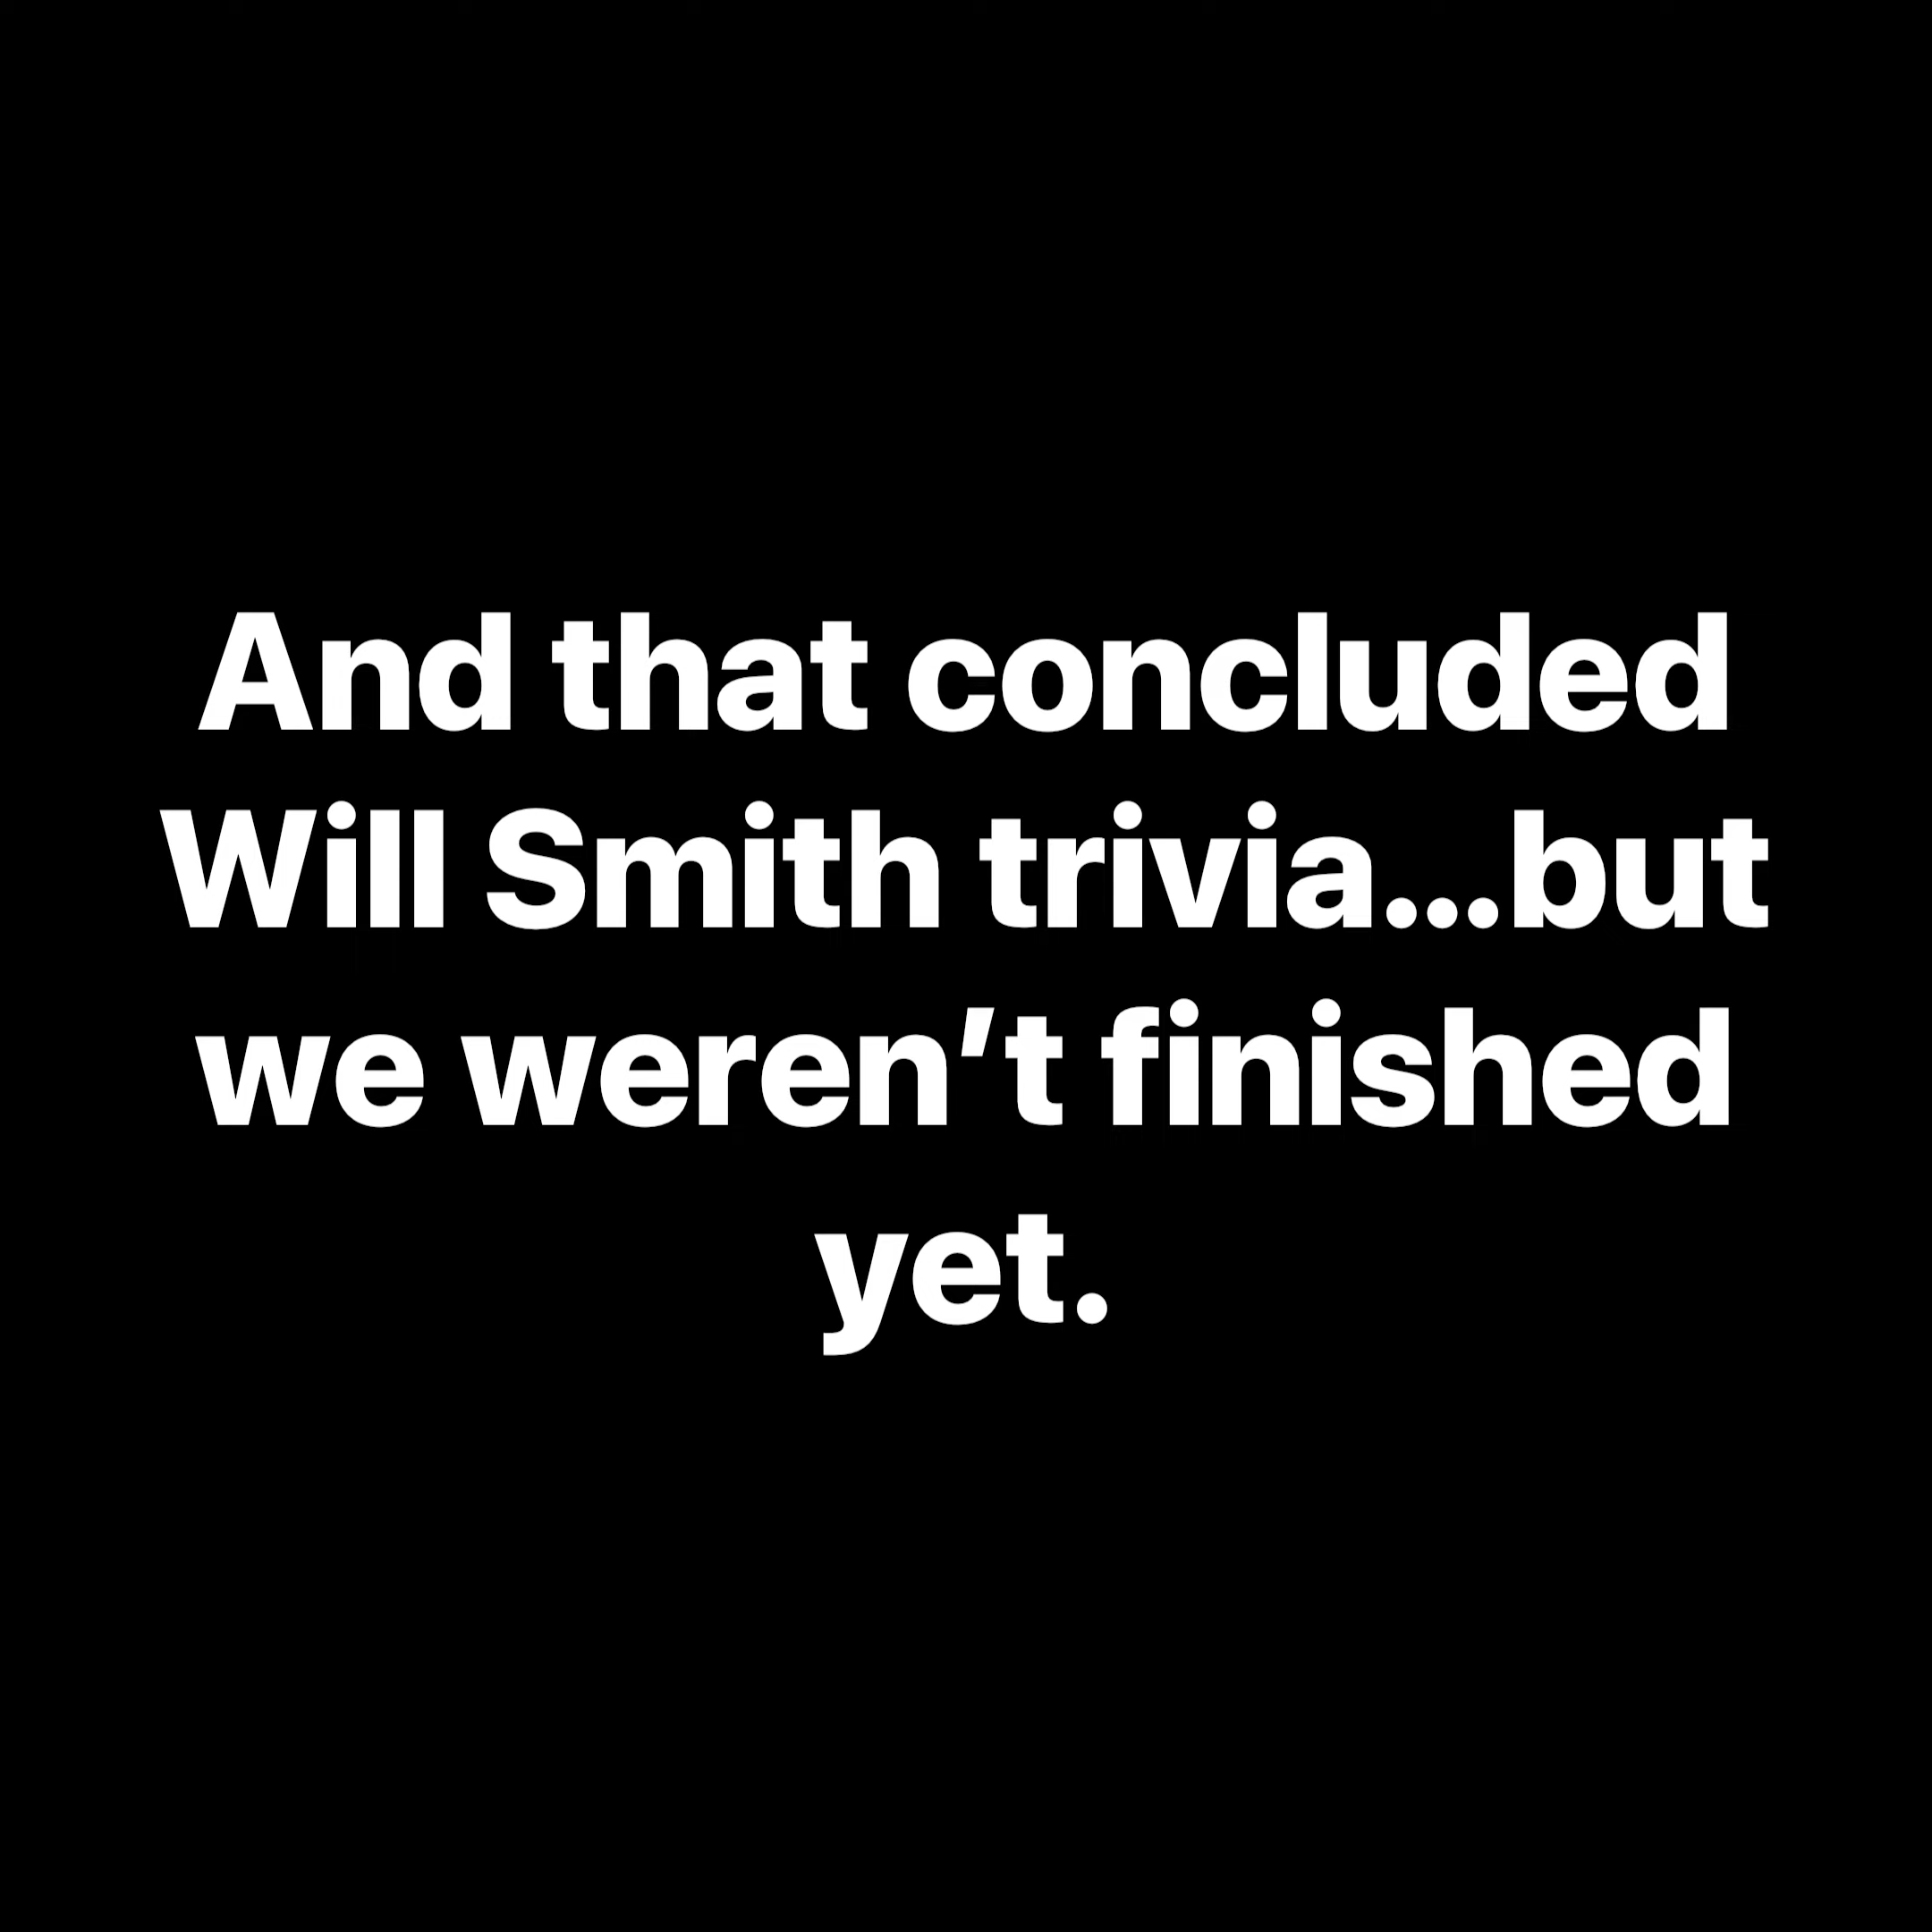 And that concluded
Will Smith trivia...but
we weren’t finished
yet.